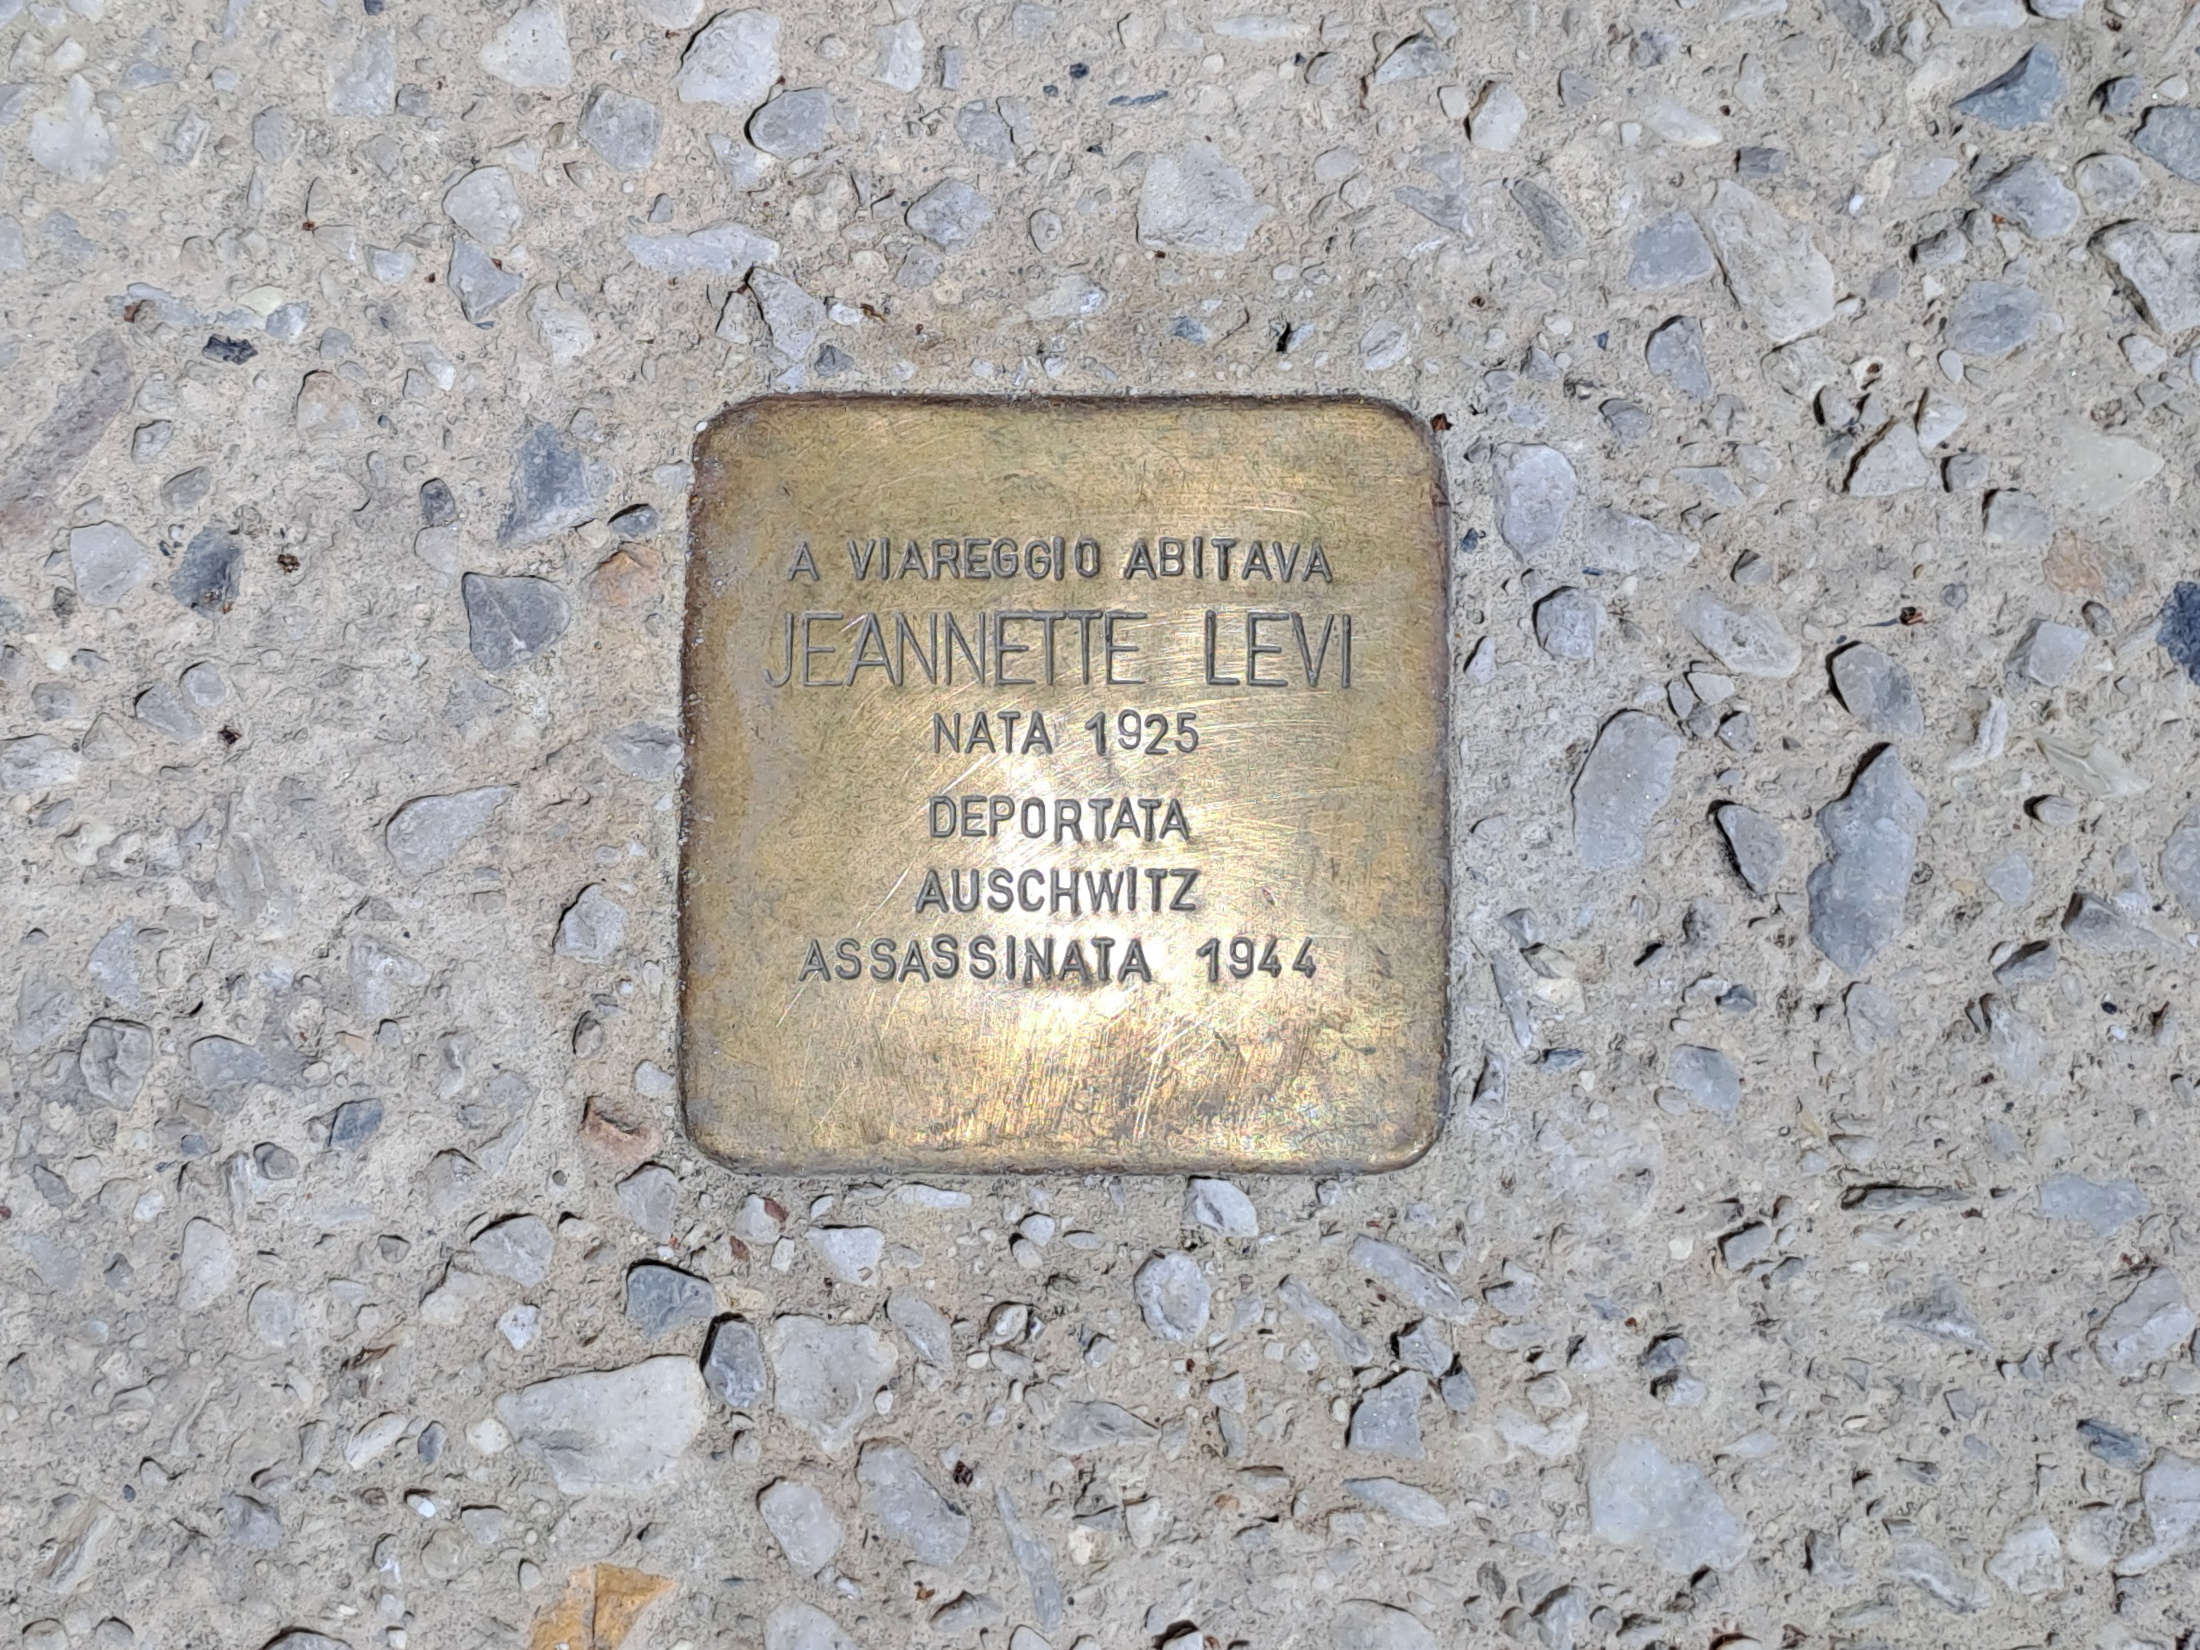 A VIAREGGIO ABITAVA
JEANNETTE LEVI
NATA 1925
DEPORTATA
AUSCHWITZ
ASSASSINATA 1944